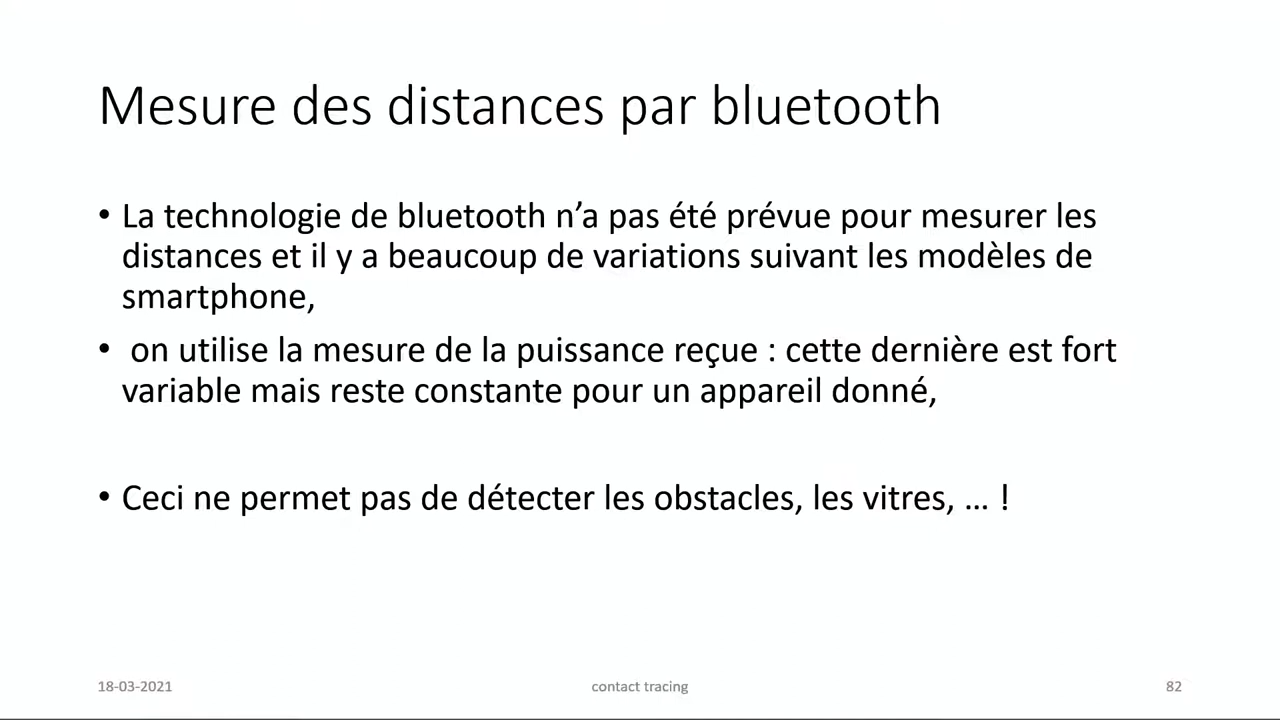 Mesure des distances par bluetooth
• La technologie de bluetooth n’a pas été prévue pour mesurer les
distances et il y a beaucoup de variations suivant les modèles de
smartphone,
• on utilise la mesure de la puissance reçue : cette dernière est fort
variable mais reste constante pour un appareil donné,
• Ceci ne permet pas de détecter les obstacles, les vitres, … !
18-03-2021
contact tracing
82